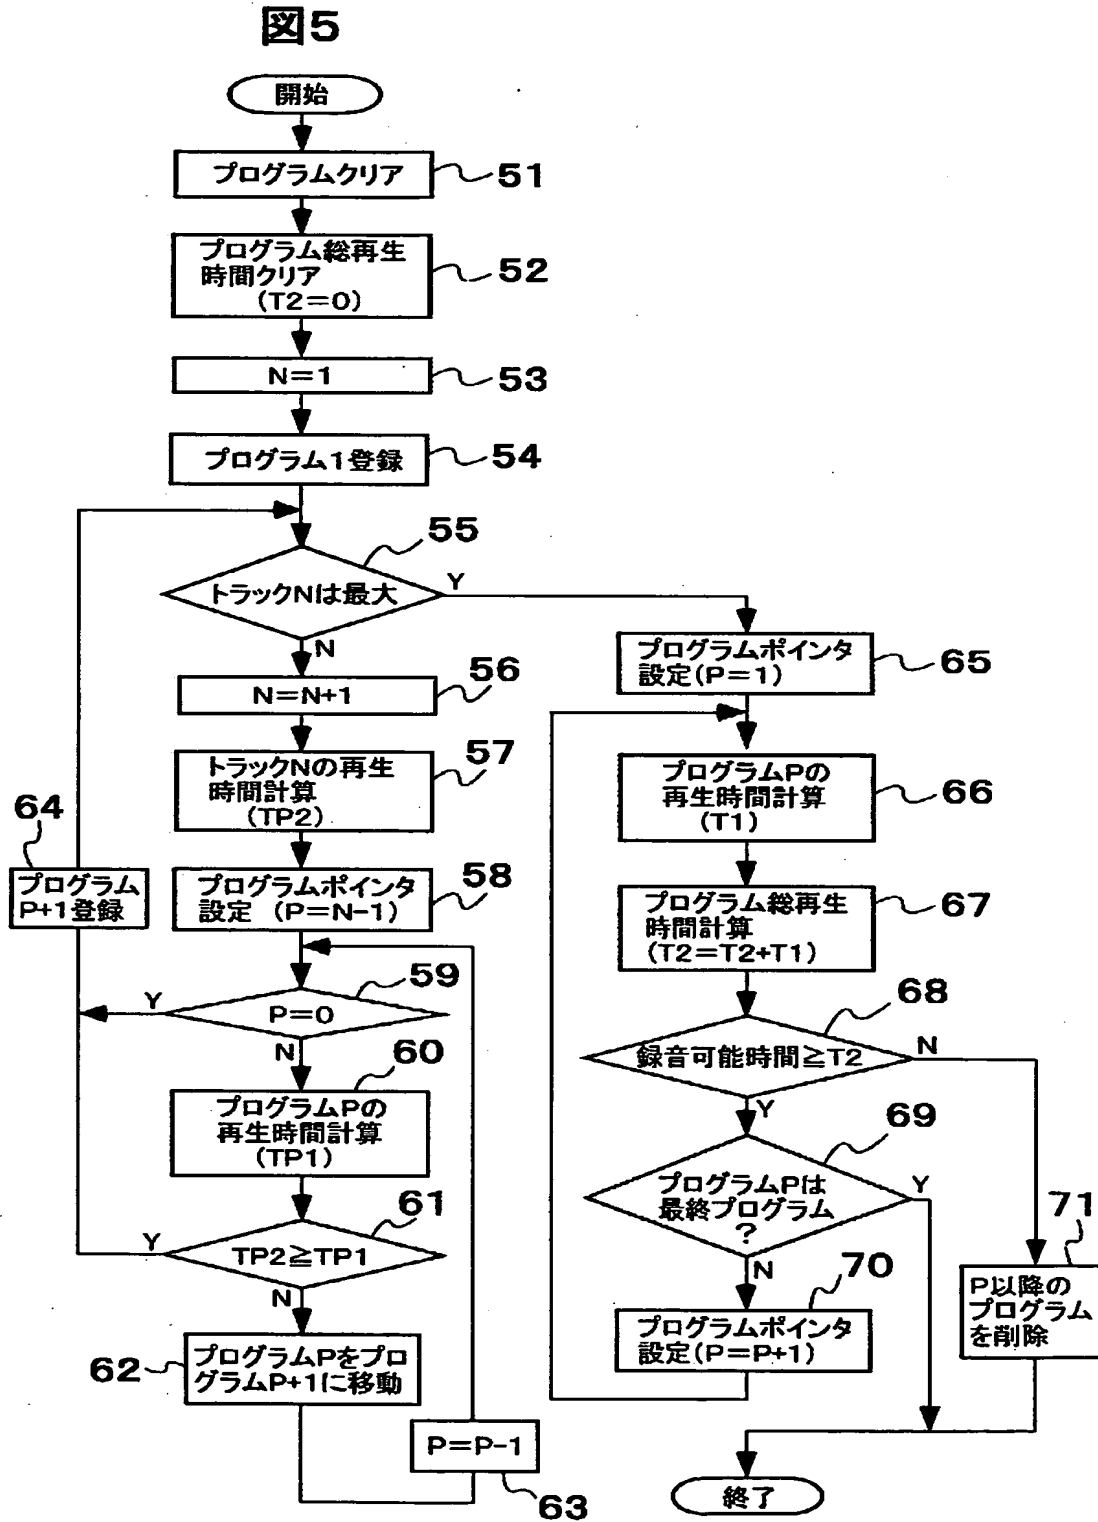 図5
開始
プログラムクリア
51
プログラム総再生
時間クリア
(T2=0)
52
N=1
53
プログラム1登録
54
55
トラックNは最大
Y
N
N=N+1
56
トラックNの再生
時間計算
(TP2)
57
64
プログラム
P+1登録
プログラムポインタ
設定 (P=N-1)
58
59
P=0
Y
N
60
プログラムPの
再生時間計算
(TP1)
61
TP2≧TP1
Y
N
62
プログラムPをプロ
グラムP+1に移動
P=P-1
63
プログラムポインタ
設定(P=1)
65
プログラムPの
再生時間計算
(T1)
66
プログラム総再生
時間計算
(T2=T2+T1)
67
68
録音可能時間≧T2
N
Y
69
プログラムPは
最終プログラム
?
Y
N
70
プログラムポインタ
設定(P=P+1)
71
P以降の
プログラム
を削除
終了